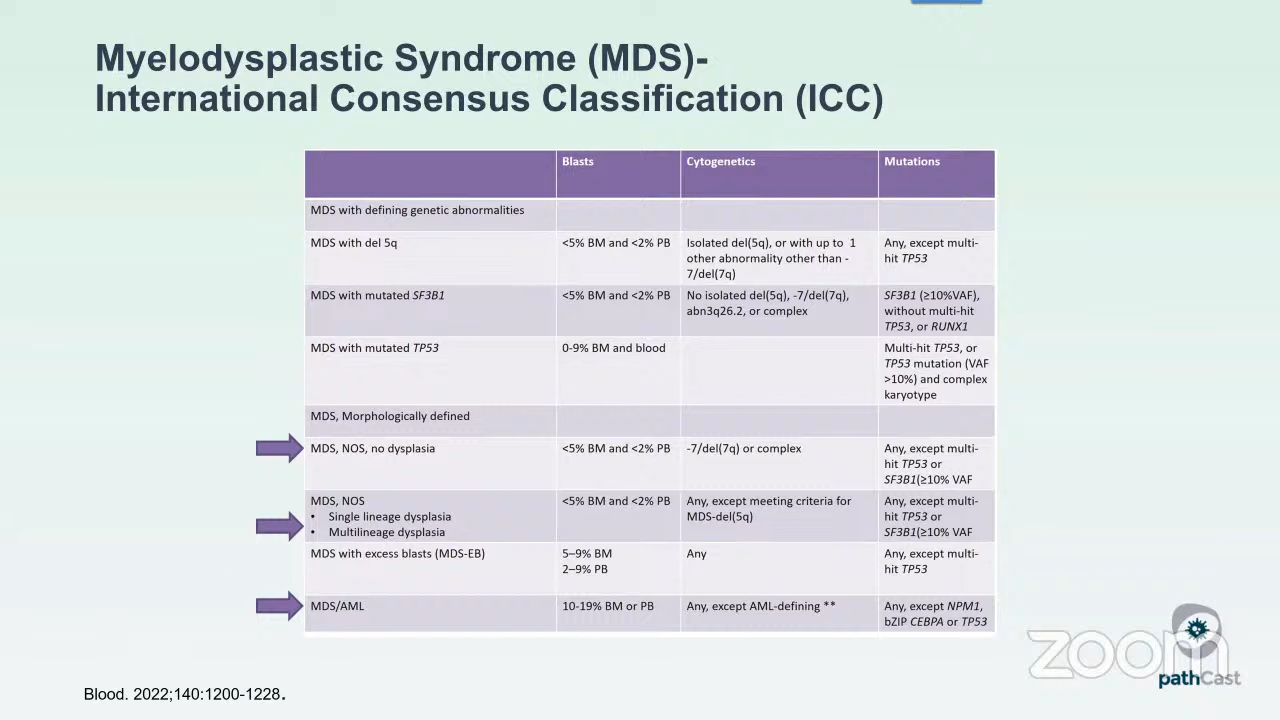 Myelodysplastic Syndrome (MDS)-
International Consensus Classification (ICC)
Blasts Cytogenetics Mutations
MDS with defining genetic abnormalities
MDS with del 5q <5% BM and <2% PB Isolated del(5q), or with up to 1 Any, except multi-
other abnormality other than - hit TP53
7/del(7q)
MDS with mutated SF3B1 <5% BM and <2% PB No isolated del(5q), -7/del(7q), SF3B1 (≥10%VAF),
abn3q26.2, or complex without multi-hit
TP53, or RUNX1
MDS with mutated TP53 0-9% BM and blood Multi-hit TP53, or
TP53 mutation (VAF
>10%) and complex
karyotype
MDS, Morphologically defined
MDS, NOS, no dysplasia <5% BM and <2% PB -7/del(7q) or complex Any, except multi-
hit TP53 or
SF3B1(≥10% VAF
MDS, NOS <5% BM and <2% PB Any, except meeting criteria for Any, except multi-
• Single lineage dysplasia MDS-del(5q) hit TP53 or
• Multilineage dysplasia SF3B1(≥10% VAF
MDS with excess blasts (MDS-EB) 5–9% BM Any Any, except multi-
2–9% PB hit TP53
MDS/AML 10-19% BM or PB Any, except AML-defining ** Any, except NPM1,
bZIP CEBPA or TP53
zoom
pathCast
Blood. 2022;140:1200-1228.